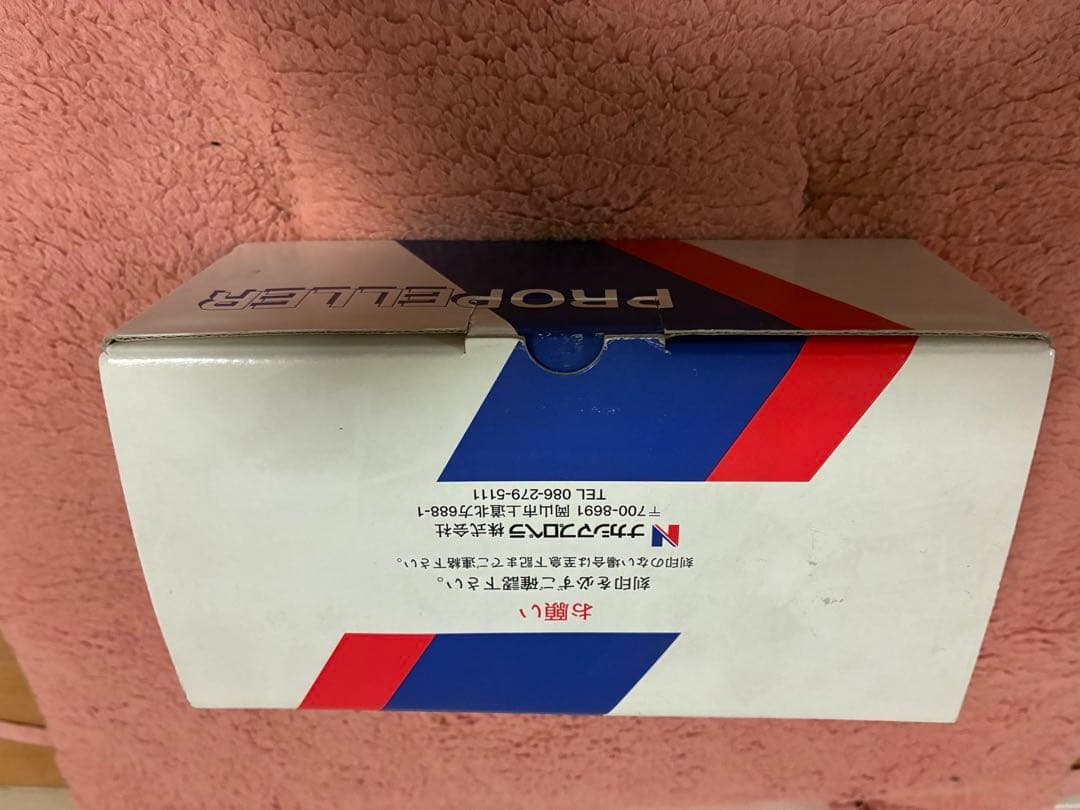 お願い
刻印を必ずご確認下さい。
刻印のない場合は至急下記までご連絡下さい。
ナカシマプロペラ株式会社
〒700-8691 岡山市上道北方688-1
TEL 086-279-5111
PROPELLER